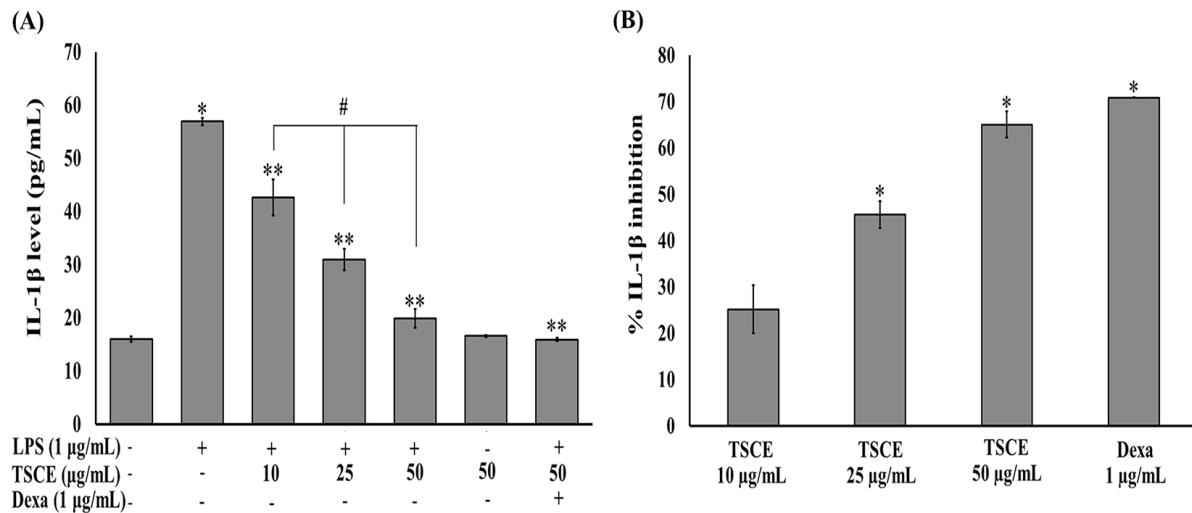 (A)
70
60
50
40
30
20
10
0
IL-1β level (pg/mL)
*
**
**
**
**
#
LPS (1 µg/mL) - + + + + - +
TSCE (µg/mL) - - 10 25 50 50 50
Dexa (1 µg/mL) - - - - - - +
(B)
80
70
60
50
40
30
20
10
0
% IL-1β inhibition
*
*
*
TSCE TSCE TSCE Dexa
10 µg/mL 25 µg/mL 50 µg/mL 1 µg/mL